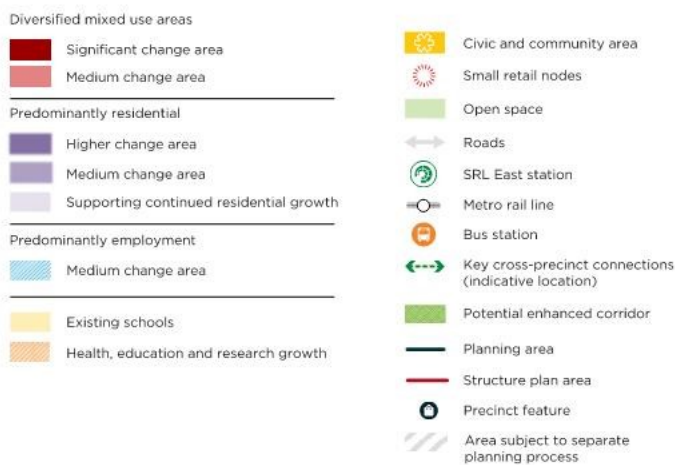 Diversified mixed use areas
Significant change area
Medium change area
Predominantly residential
Higher change area
Medium change area
Supporting continued residential growth
Predominantly employment
Medium change area
Existing schools
Health, education and research growth
Civic and community area
Small retail nodes
Open space
Roads
SRL East station
Metro rail line
Bus station
Key cross-precinct connections
(indicative location)
Potential enhanced corridor
Planning area
Structure plan area
Precinct feature
Area subject to separate
planning process